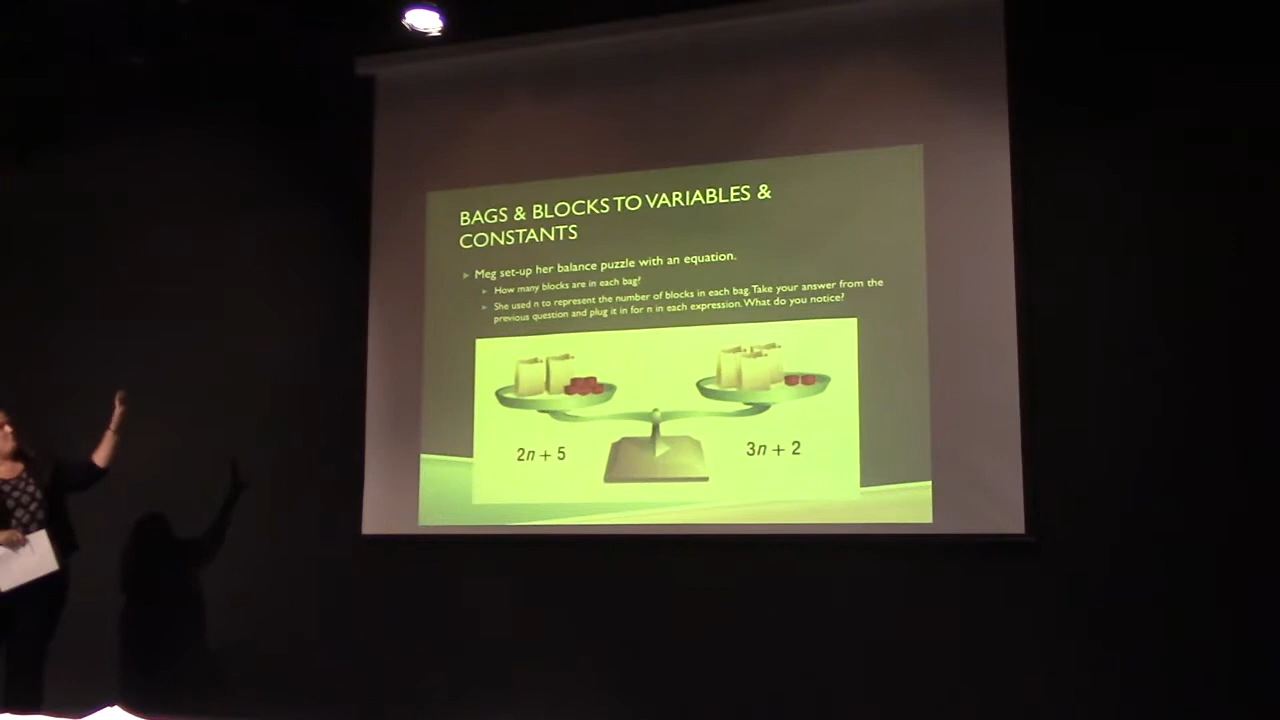 BAGS & BLOCKS TO VARIABLES &
CONSTANTS
Meg set-up her balance puzzle with an equation.
How many blocks are in each bag?
She used n to represent the number of blocks in each bag. Take your answer from the
previous question and plug it in for n in each expression. What do you notice?
2n + 5
3n + 2